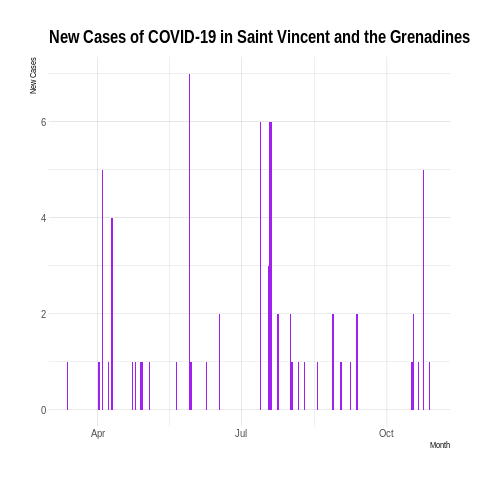 New Cases of COVID-19 in Saint Vincent and the Grenadines
New Cases
6
4
2
0
Apr Jul Oct
Month